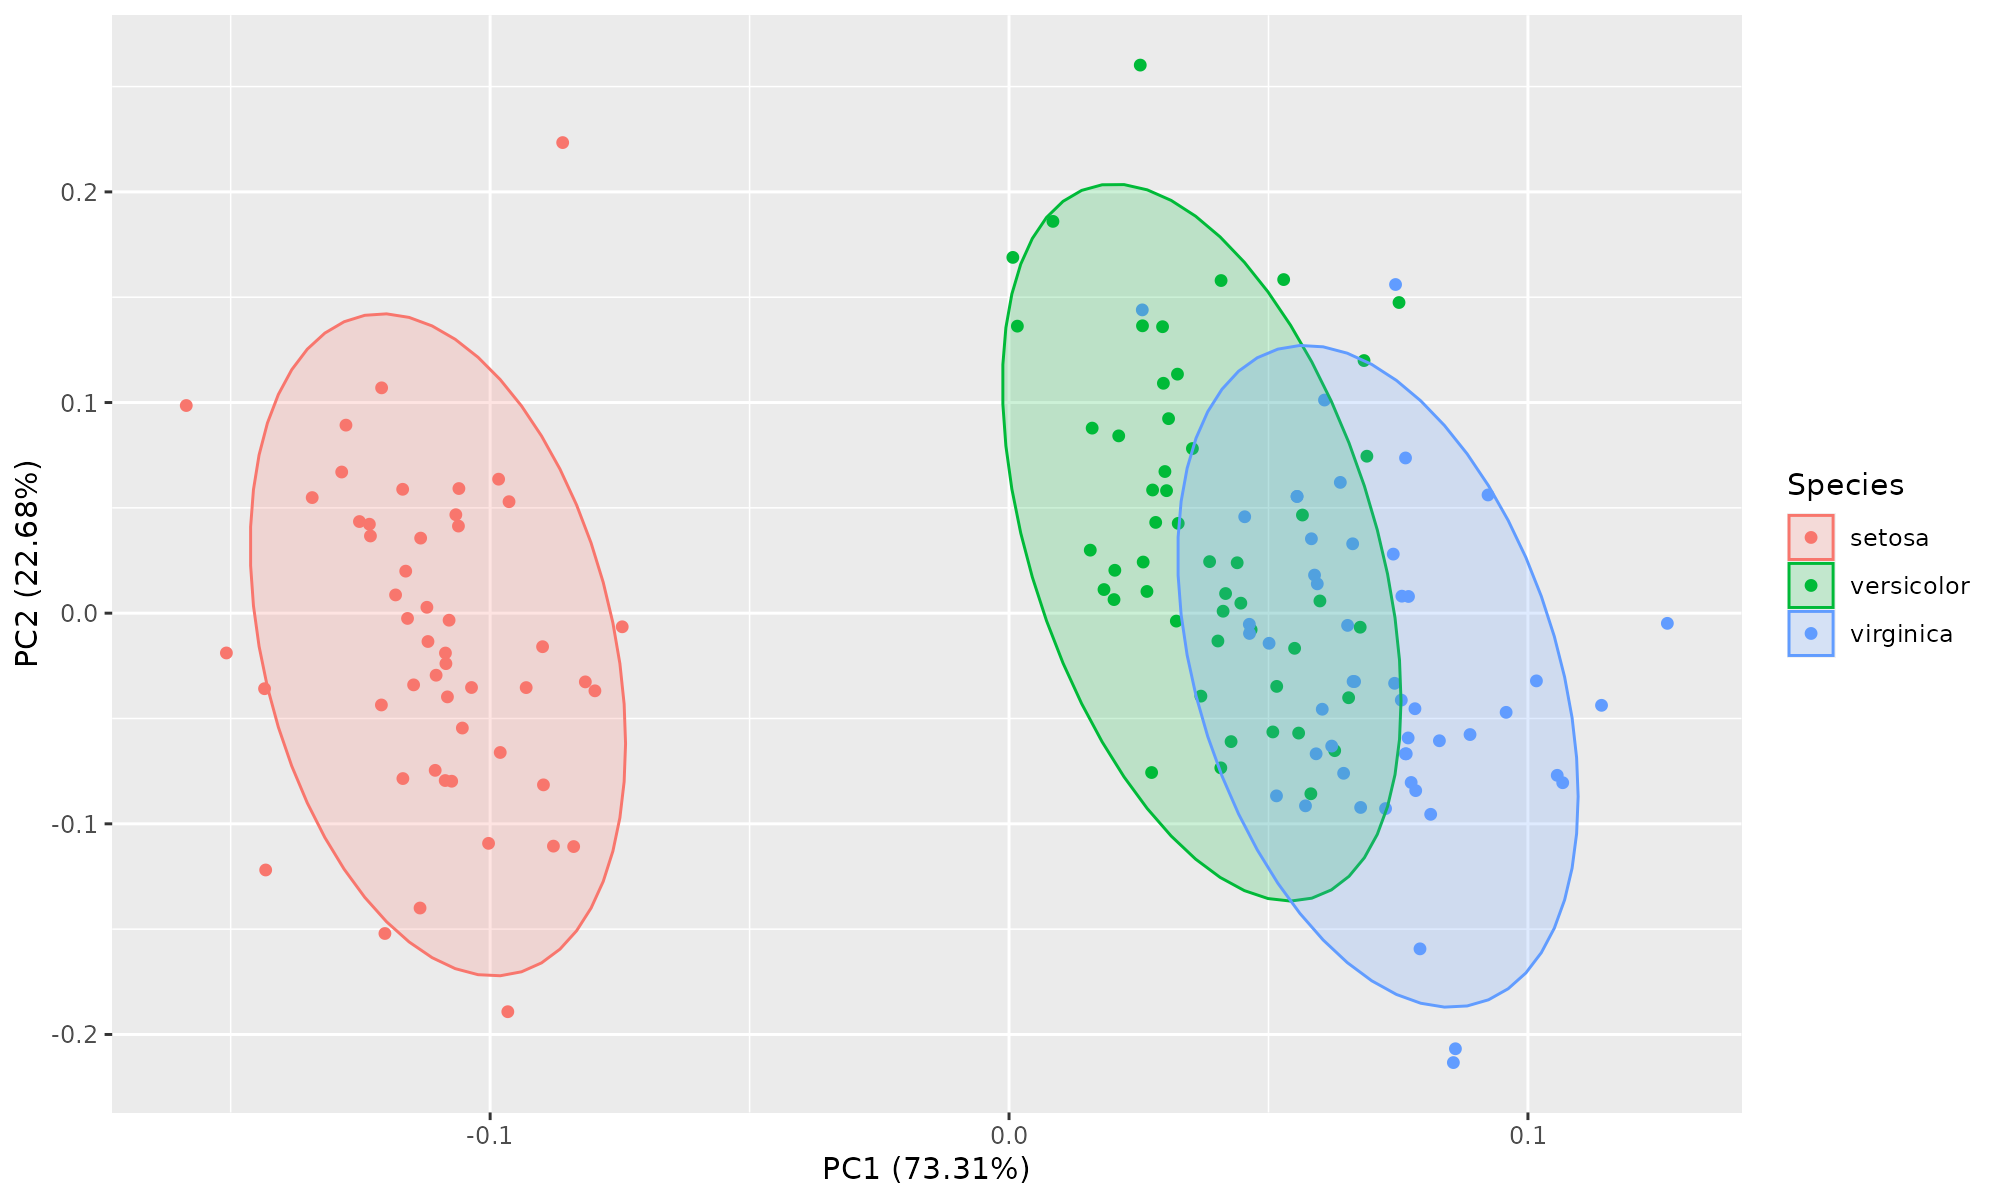 0.2
0.1
0.0
-0.1
-0.2
PC2 (22.68%)
-0.1
0.0
0.1
PC1 (73.31%)
Species
setosa
versicolor
virginica